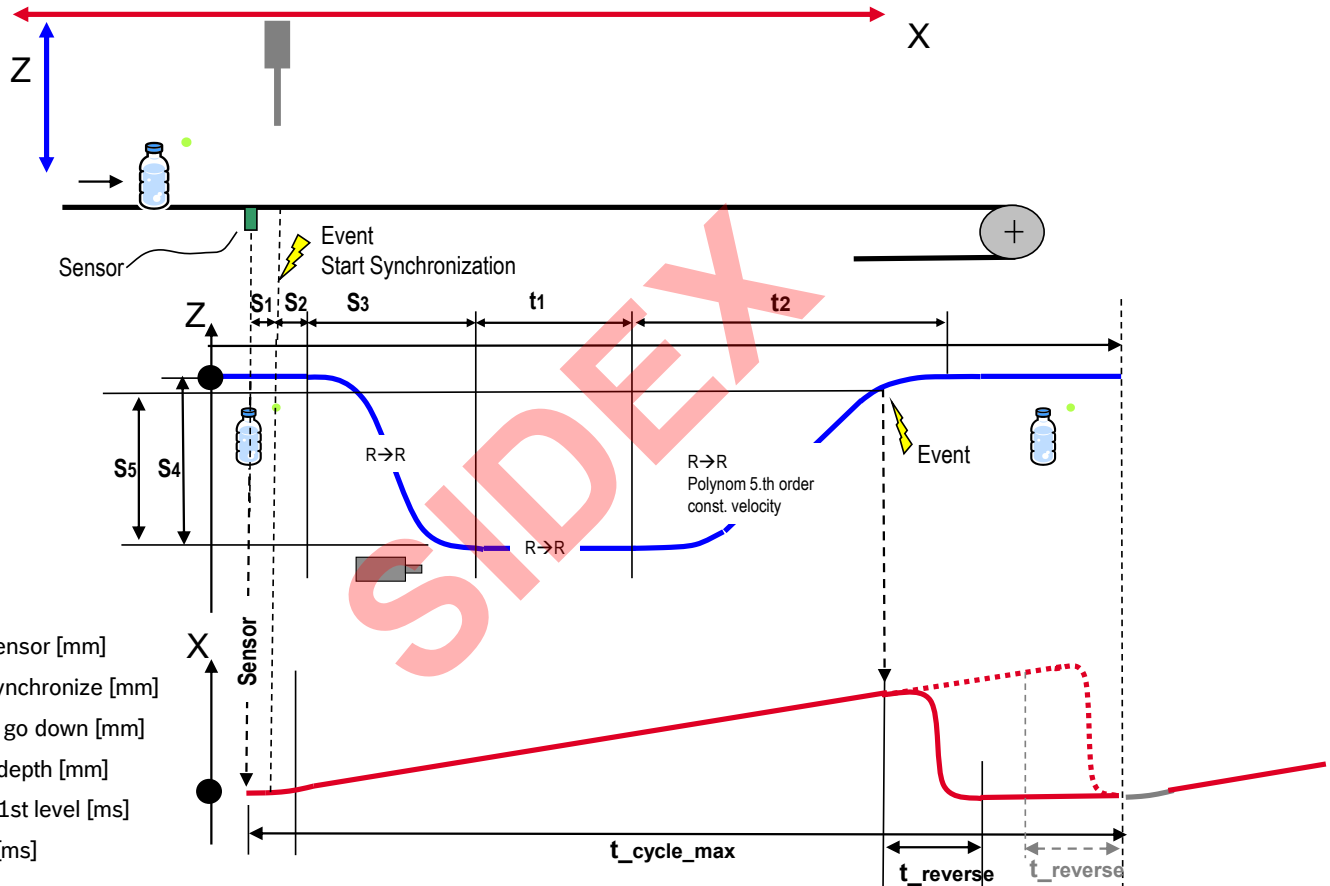 X
Z
Event
Start Synchronization
Sensor
S1 S2 S3 t1 t2
Z
R→R
S5 S4
R→R
Polynom 5.th order
const. velocity
Event
R→R
SIDEX
Sensor
X
ensor [mm]
ynchronize [mm]
go down [mm]
depth [mm]
1st level [ms]
[ms]
t_cycle_max
t_reverse
t_reverse